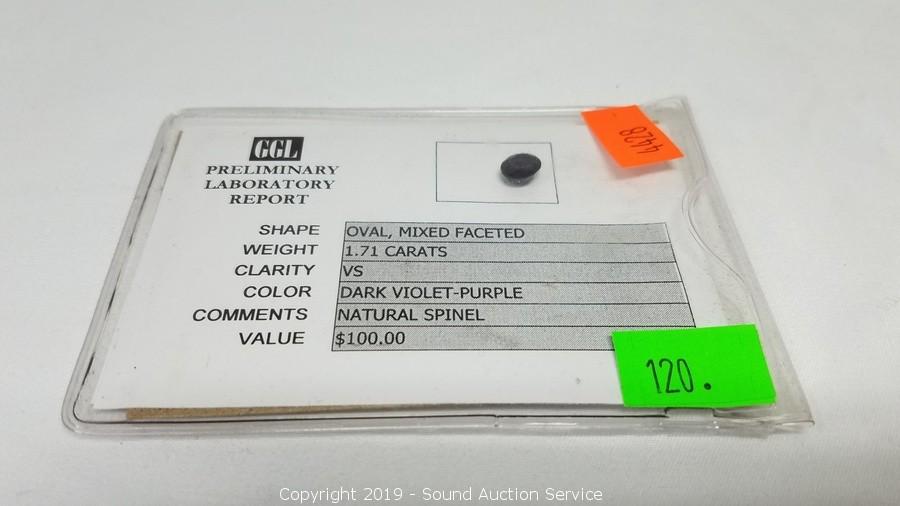 GGL
PRELIMINARY
LABORATORY
REPORT
4428
SHAPE OVAL, MIXED FACETED
WEIGHT 1.71 CARATS
CLARITY VS
COLOR DARK VIOLET-PURPLE
COMMENTS NATURAL SPINEL
VALUE $100.00
120.
Copyright 2019 - Sound Auction Service